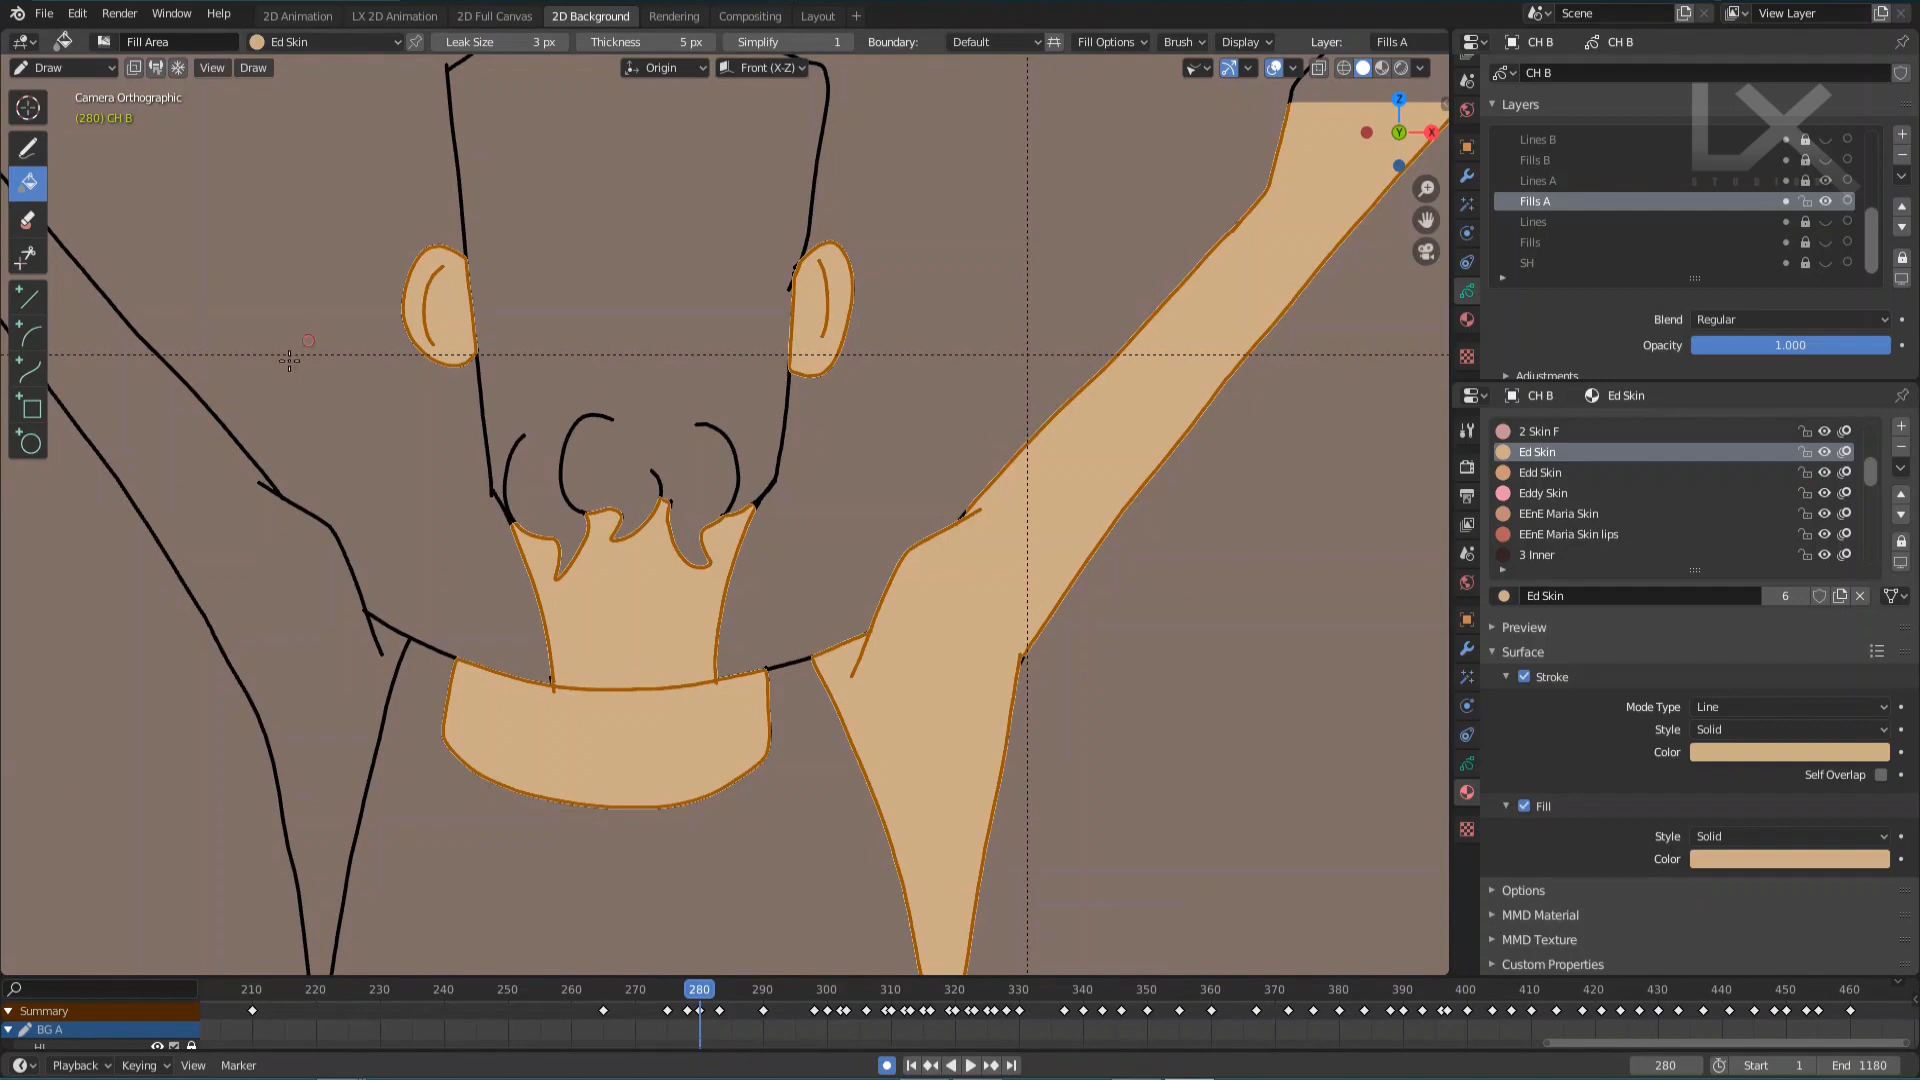 File Edit Render Window Help 2D Animation LX 2D Animation 2D Full Canvas 2D Background Rendering Compositing Layout + Scene View Layer
Fill Area Ed Skin Leak Size 3 px Thickness 5 px Simplify 1 Boundary: Default Fill Options Brush Display Layer: Fills A CH B CH B
Draw View Draw Origin Front (X-Z) CH B
Camera Orthographic
(280) CH B
Z
Y
X
Layers
LX
Lines B
Fills B
Lines A
Fills A
Lines
Fills
SH
Blend Regular
Opacity 1.000
Adjustments
CH B Ed Skin
2 Skin F
Ed Skin
Edd Skin
Eddy Skin
EEnE Maria Skin
EEnE Maria Skin lips
3 Inner
Ed Skin 6
Preview
Surface
Stroke
Mode Type Line
Style Solid
Color
Self Overlap
Fill
Style Solid
Color
Options
MMD Material
MMD Texture
Custom Properties
210 220 230 240 250 260 270 280 290 300 310 320 330 340 350 360 370 380 390 400 410 420 430 440 450 460
Summary
BG A
HI
Playback Keying View Marker 280 Start 1 End 1180